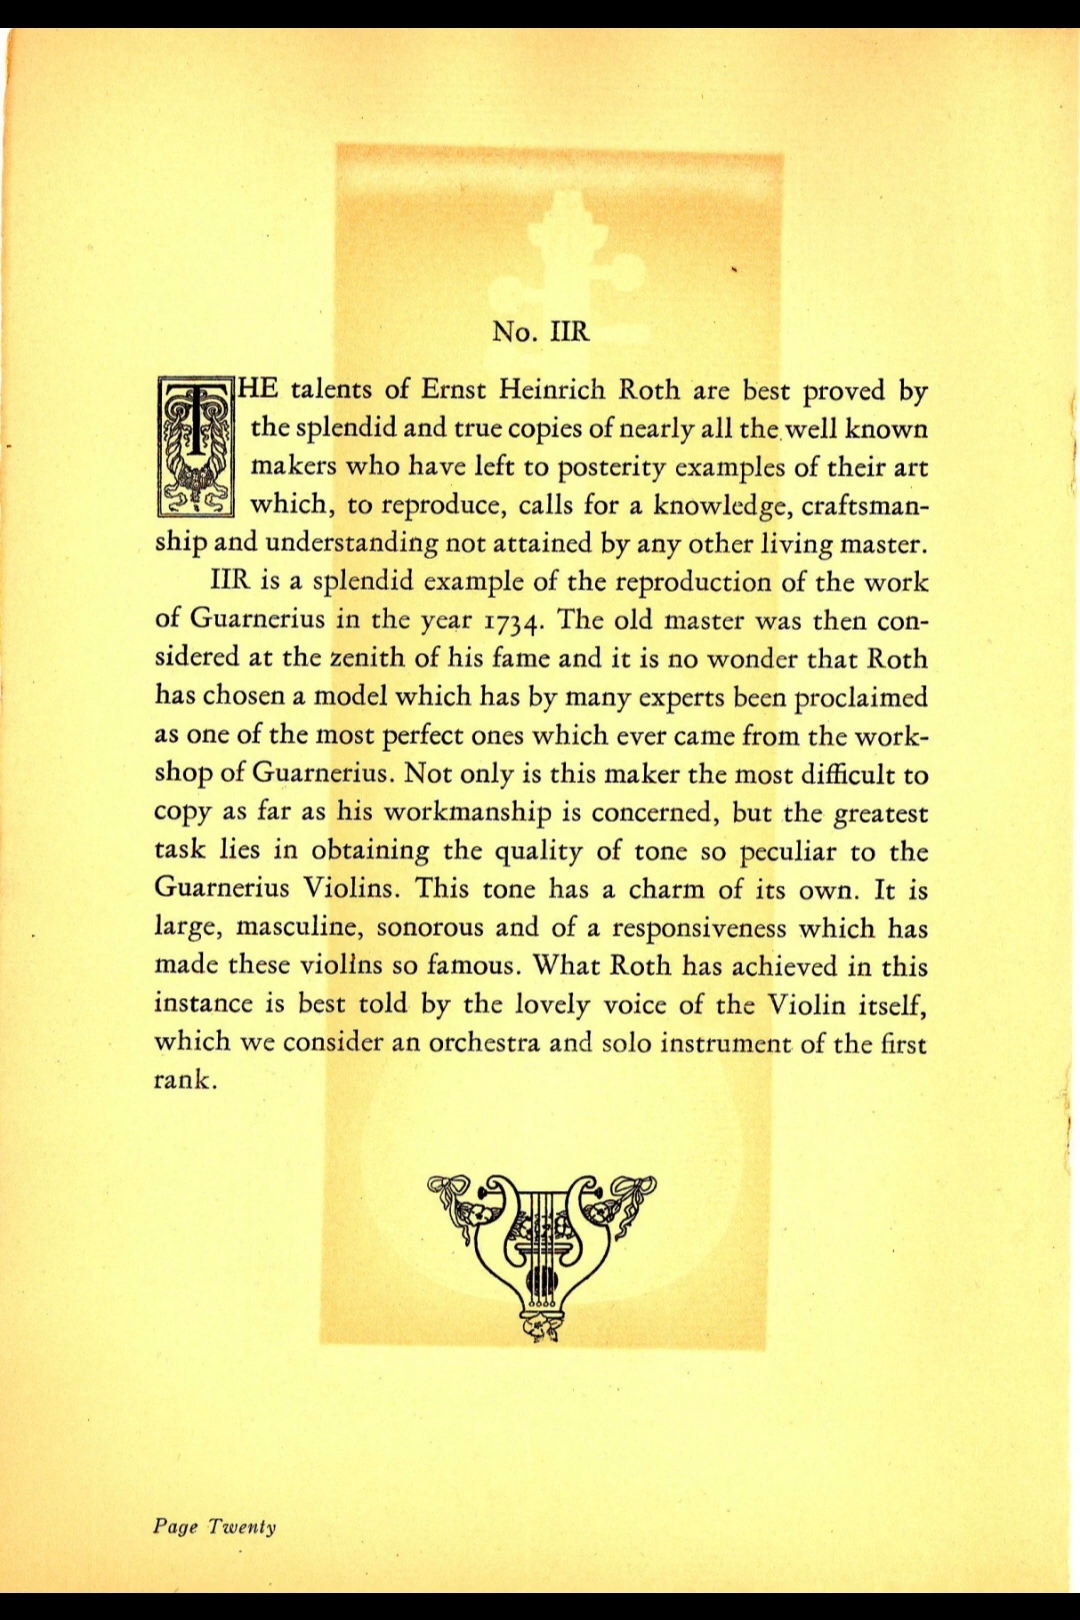 No. IIR
THE talents of Ernst Heinrich Roth are best proved by
the splendid and true copies of nearly all the well known
makers who have left to posterity examples of their art
which, to reproduce, calls for a knowledge, craftsman-
ship and understanding not attained by any other living master.
IIR is a splendid example of the reproduction of the work
of Guarnerius in the year 1734. The old master was then con-
sidered at the zenith of his fame and it is no wonder that Roth
has chosen a model which has by many experts been proclaimed
as one of the most perfect ones which ever came from the work-
shop of Guarnerius. Not only is this maker the most difficult to
copy as far as his workmanship is concerned, but the greatest
task lies in obtaining the quality of tone so peculiar to the
Guarnerius Violins. This tone has a charm of its own. It is
large, masculine, sonorous and of a responsiveness which has
made these violins so famous. What Roth has achieved in this
instance is best told by the lovely voice of the Violin itself,
which we consider an orchestra and solo instrument of the first
rank.
Page Twenty